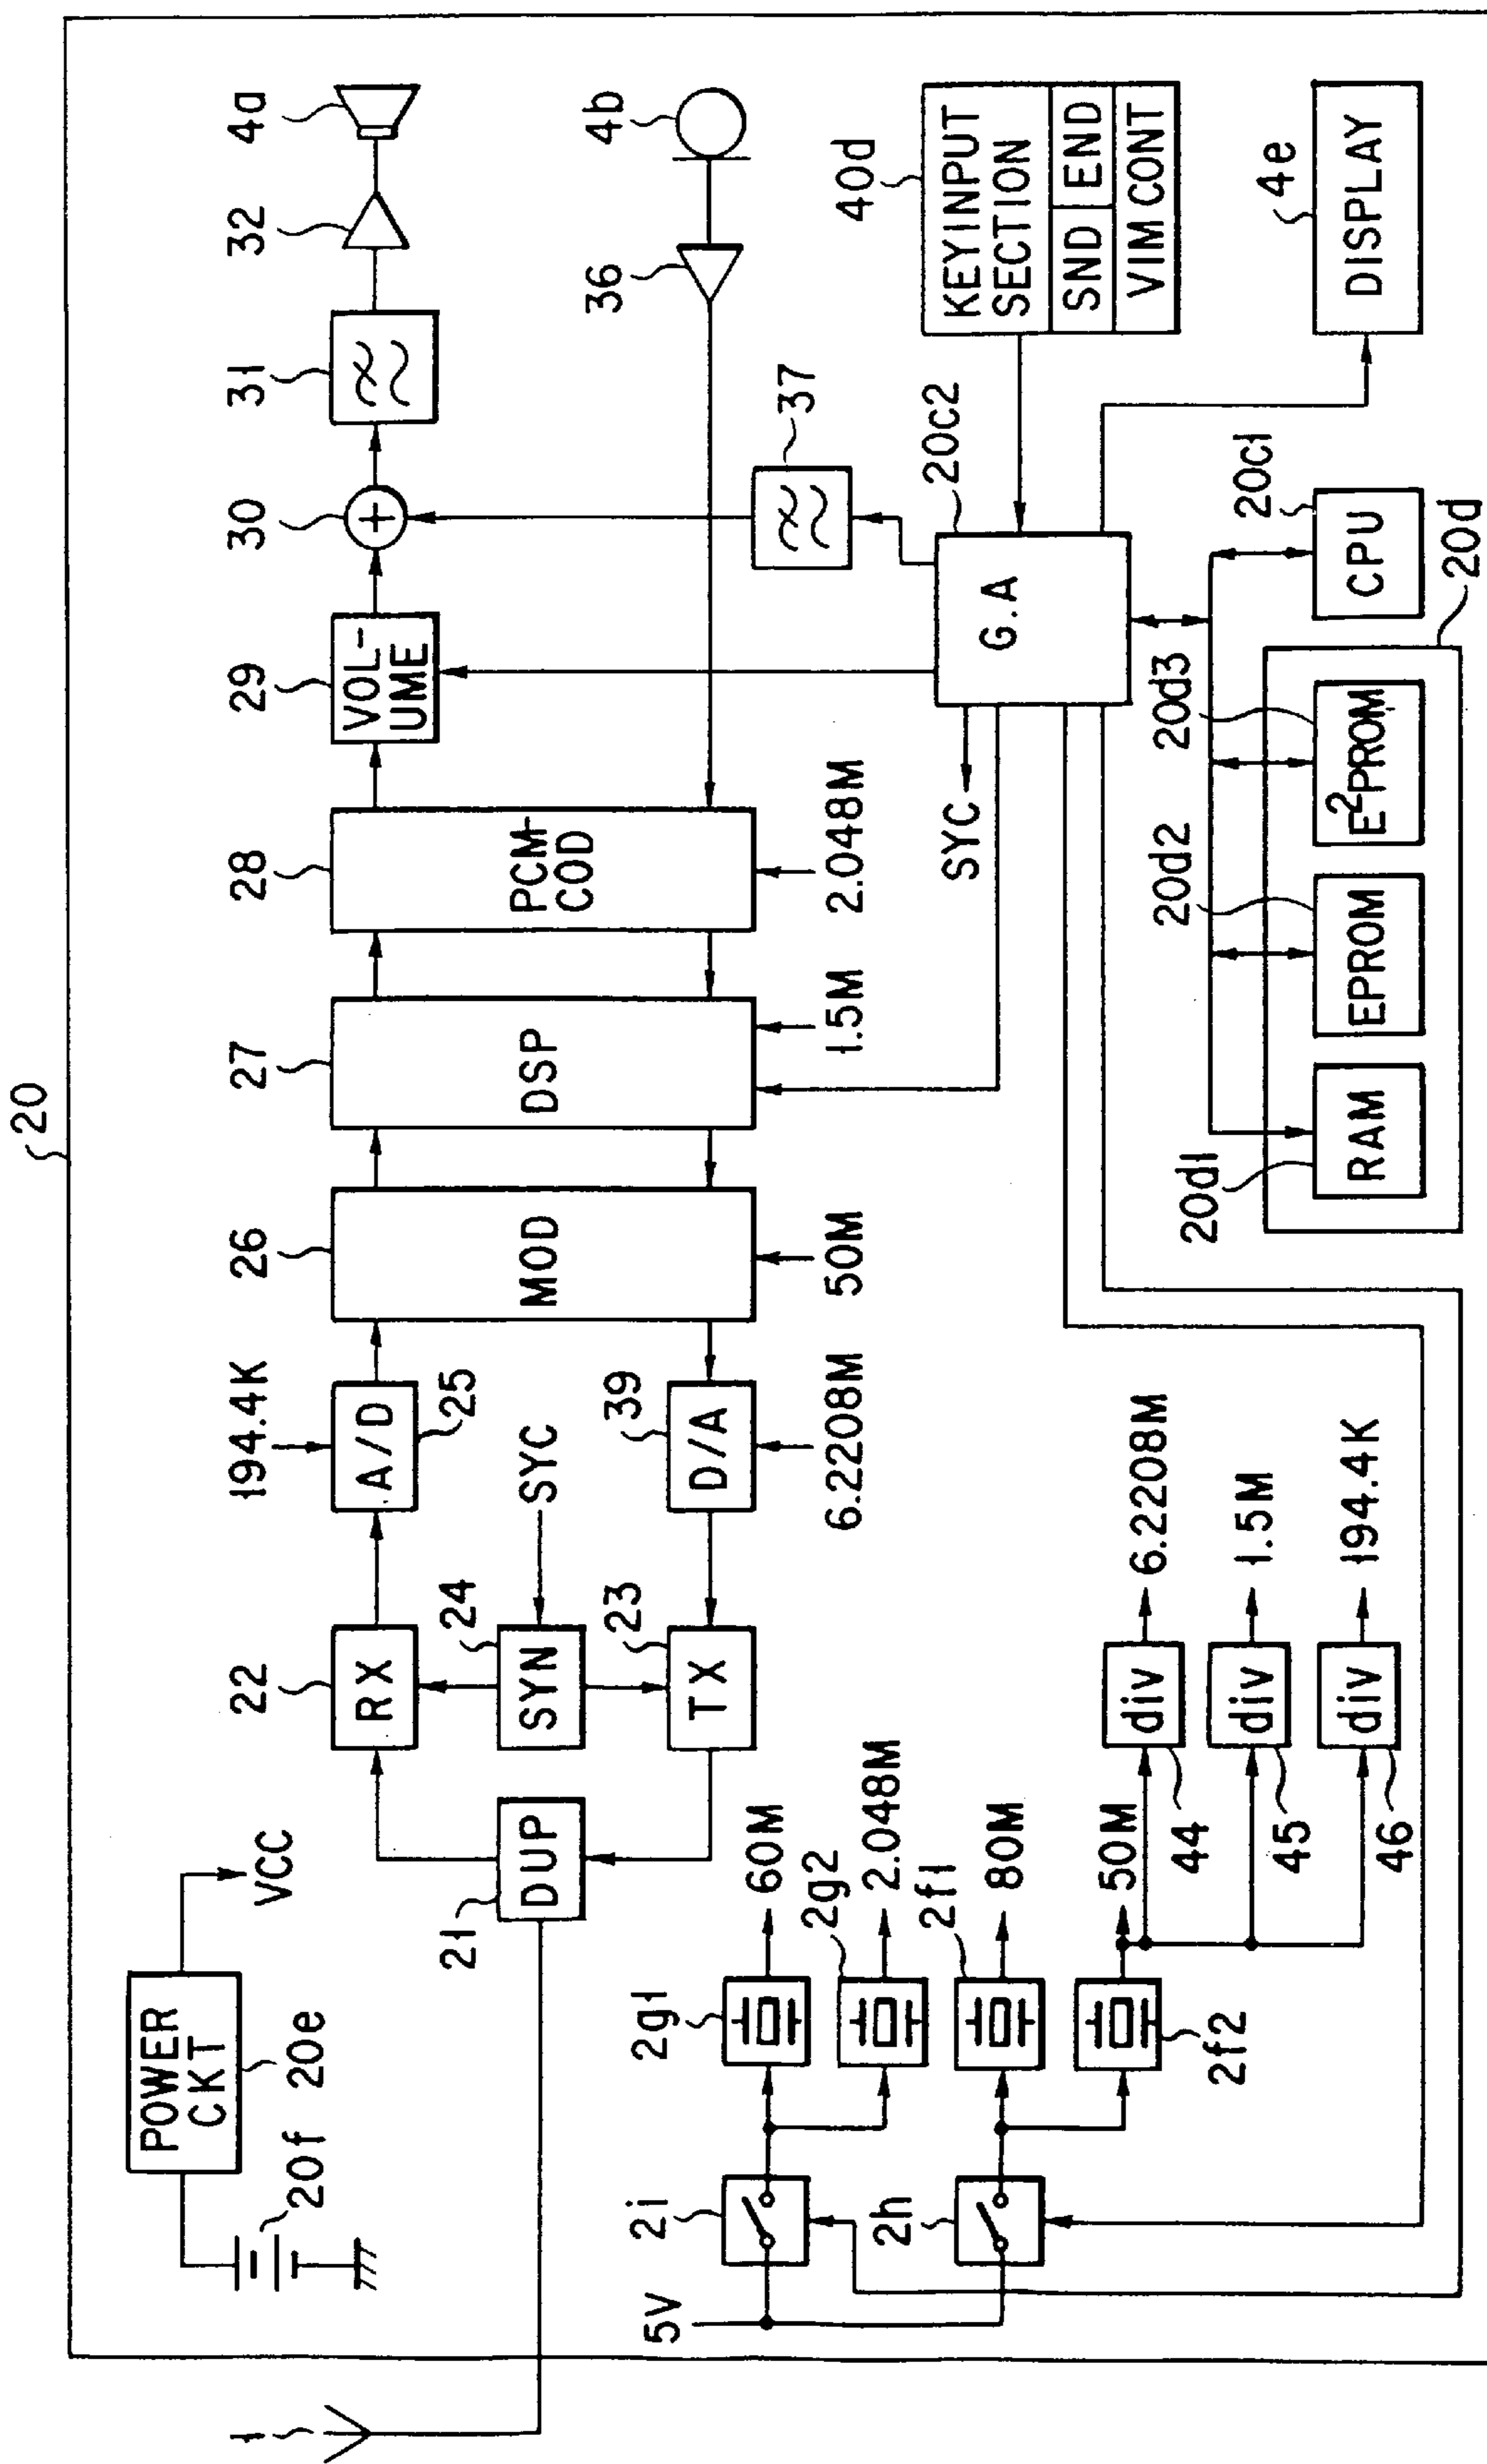 20
POWER
CKT
20e
20f
VCC
1
21
DUP
22
RX
24
SYN
SYC
23
TX
194.4K
A/D
25
39
D/A
6.2208M
26
MOD
50M
27
DSP
1.5M
28
PCM-
COD
2.048M
29
VOL-
UME
30
31
32
4a
4b
36
37
40d
KEYINPUT
SECTION
SND
END
VIM CONT
20c2
G.A
SYC
4e
DISPLAY
20c1
CPU
20d
20d3
E²PROM
20d2
EPROM
20d1
RAM
5V
2i
2h
2g1
60M
2g2
2.048M
2f1
80M
2f2
50M
div
44
6.2208M
div
45
1.5M
div
46
194.4K